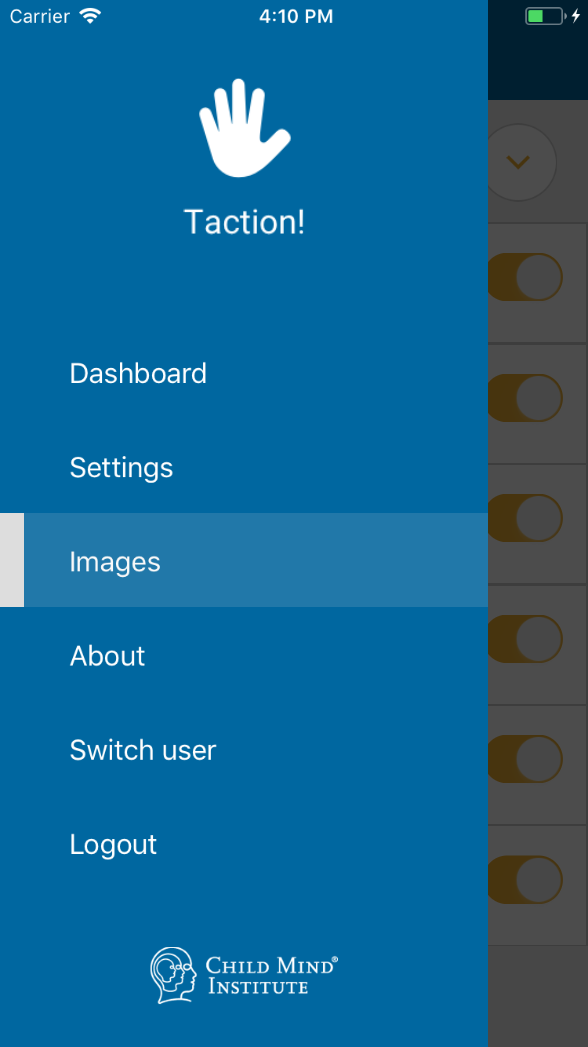 Carrier 4:10 PM
Taction!
Dashboard
Settings
Images
About
Switch user
Logout
CHILD MIND®
INSTITUTE